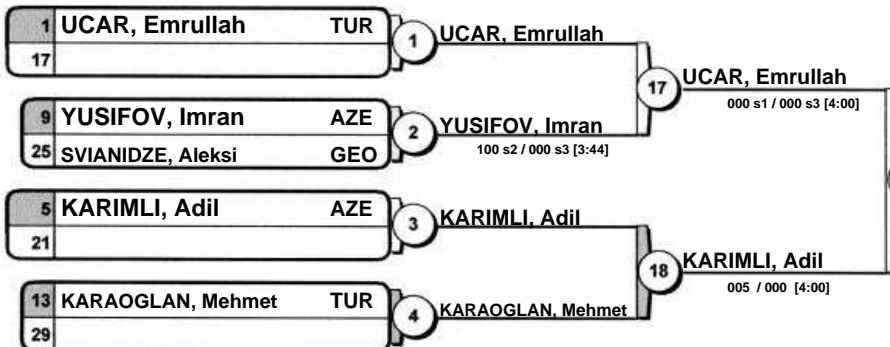 1 UCAR, Emrullah TUR
17
1 UCAR, Emrullah
9 YUSIFOV, Imran AZE
25 SVIANIDZE, Aleksi GEO
2 YUSIFOV, Imran
100 s2 / 000 s3 [3:44]
17 UCAR, Emrullah
000 s1 / 000 s3 [4:00]
5 KARIMLI, Adil AZE
21
3 KARIMLI, Adil
13 KARAOGLAN, Mehmet TUR
29
4 KARAOGLAN, Mehmet
18 KARIMLI, Adil
005 / 000 [4:00]